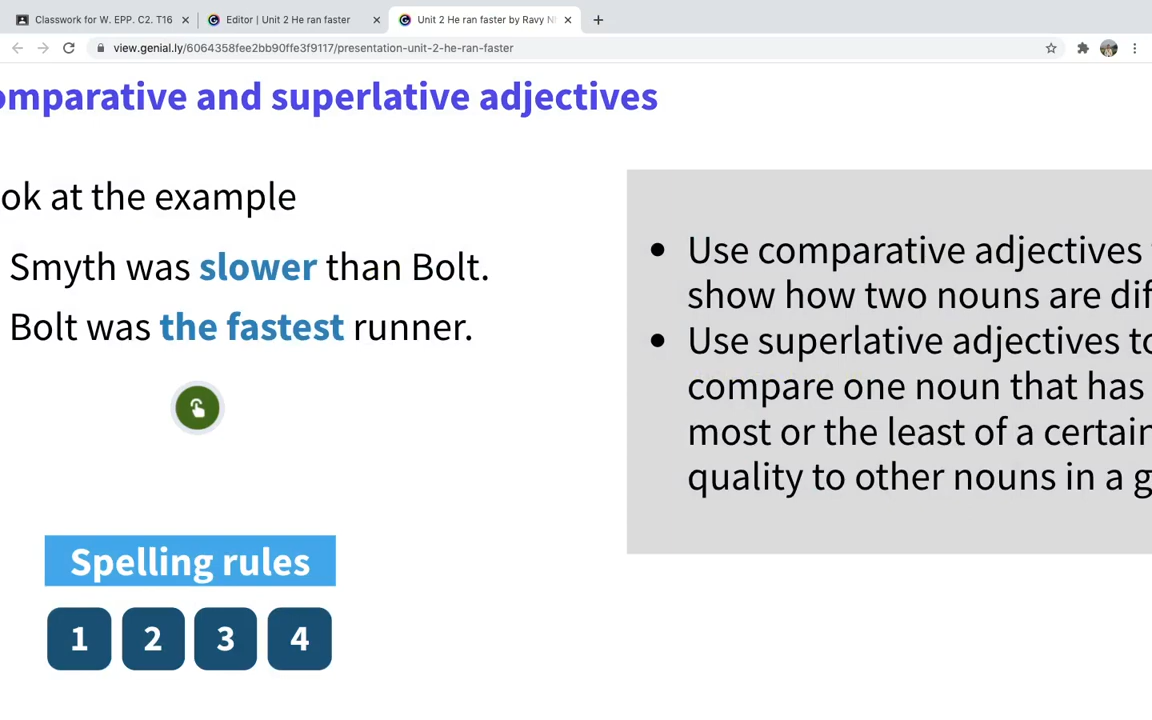 Classwork for W. EPP. C2. T16
Editor | Unit 2 He ran faster
Unit 2 He ran faster by Ravy
view.genial.ly/6064358fee2bb90ffe3f9117/presentation-unit-2-he-ran-faster
omparative and superlative adjectives
ok at the example
Smyth was slower than Bolt.
Bolt was the fastest runner.
• Use comparative adjectives
show how two nouns are dif
• Use superlative adjectives to
compare one noun that has
most or the least of a certain
quality to other nouns in a g
Spelling rules
1 2 3 4